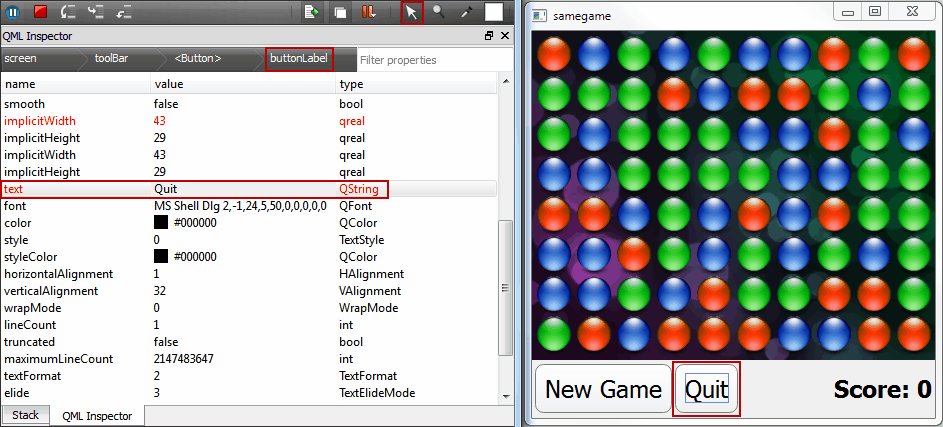 QML Inspector
screen toolBar <Button> buttonLabel Filter properties
name value type
smooth false bool
implicitWidth 43 qreal
implicitHeight 29 qreal
implicitWidth 43 qreal
implicitHeight 29 qreal
text Quit QString
font MS Shell Dlg 2,-1,24,5,50,0,0,0,0,0 QFont
color #000000 QColor
style 0 TextStyle
styleColor #000000 QColor
horizontalAlignment 1 HAlignment
verticalAlignment 32 VAlignment
wrapMode 0 WrapMode
lineCount 1 int
truncated false bool
maximumLineCount 2147483647 int
textFormat 2 TextFormat
elide 3 TextElideMode
Stack QML Inspector
samegame
New Game Quit Score: 0